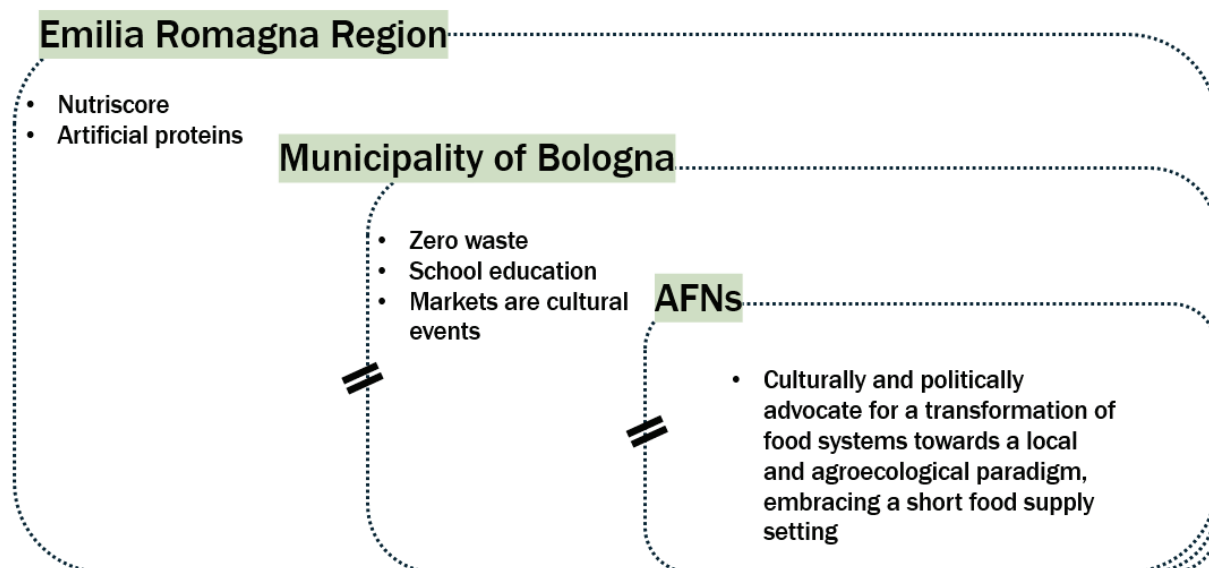 Emilia Romagna Region
• Nutriscore
• Artificial proteins
Municipality of Bologna
• Zero waste
• School education
• Markets are cultural
events
AFNs
• Culturally and politically
advocate for a transformation of
food systems towards a local
and agroecological paradigm,
embracing a short food supply
setting